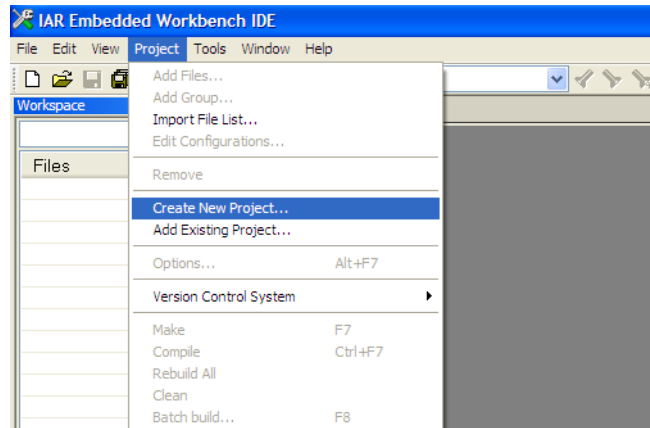 IAR Embedded Workbench IDE
File Edit View Project Tools Window Help
Workspace
Files
Add Files...
Add Group...
Import File List...
Edit Configurations...
Remove
Create New Project...
Add Existing Project...
Options... Alt+F7
Version Control System
Make F7
Compile Ctrl+F7
Rebuild All
Clean
Batch build... F8